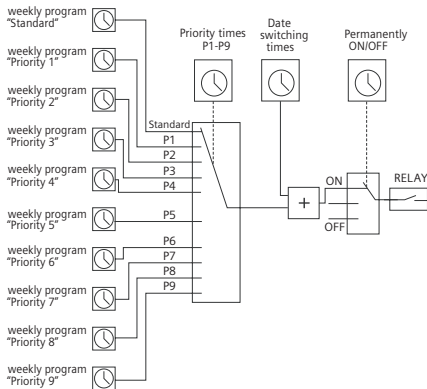 weekly program
"Standard"
weekly program
"Priority 1"
weekly program
"Priority 2"
weekly program
"Priority 3"
weekly program
"Priority 4"
weekly program
"Priority 5"
weekly program
"Priority 6"
weekly program
"Priority 7"
weekly program
"Priority 8"
weekly program
"Priority 9"
Priority times
P1-P9
Date
switching
times
Permanently
ON/OFF
Standard
P1
P2
P3
P4
P5
P6
P7
P8
P9
+
ON
OFF
RELAY